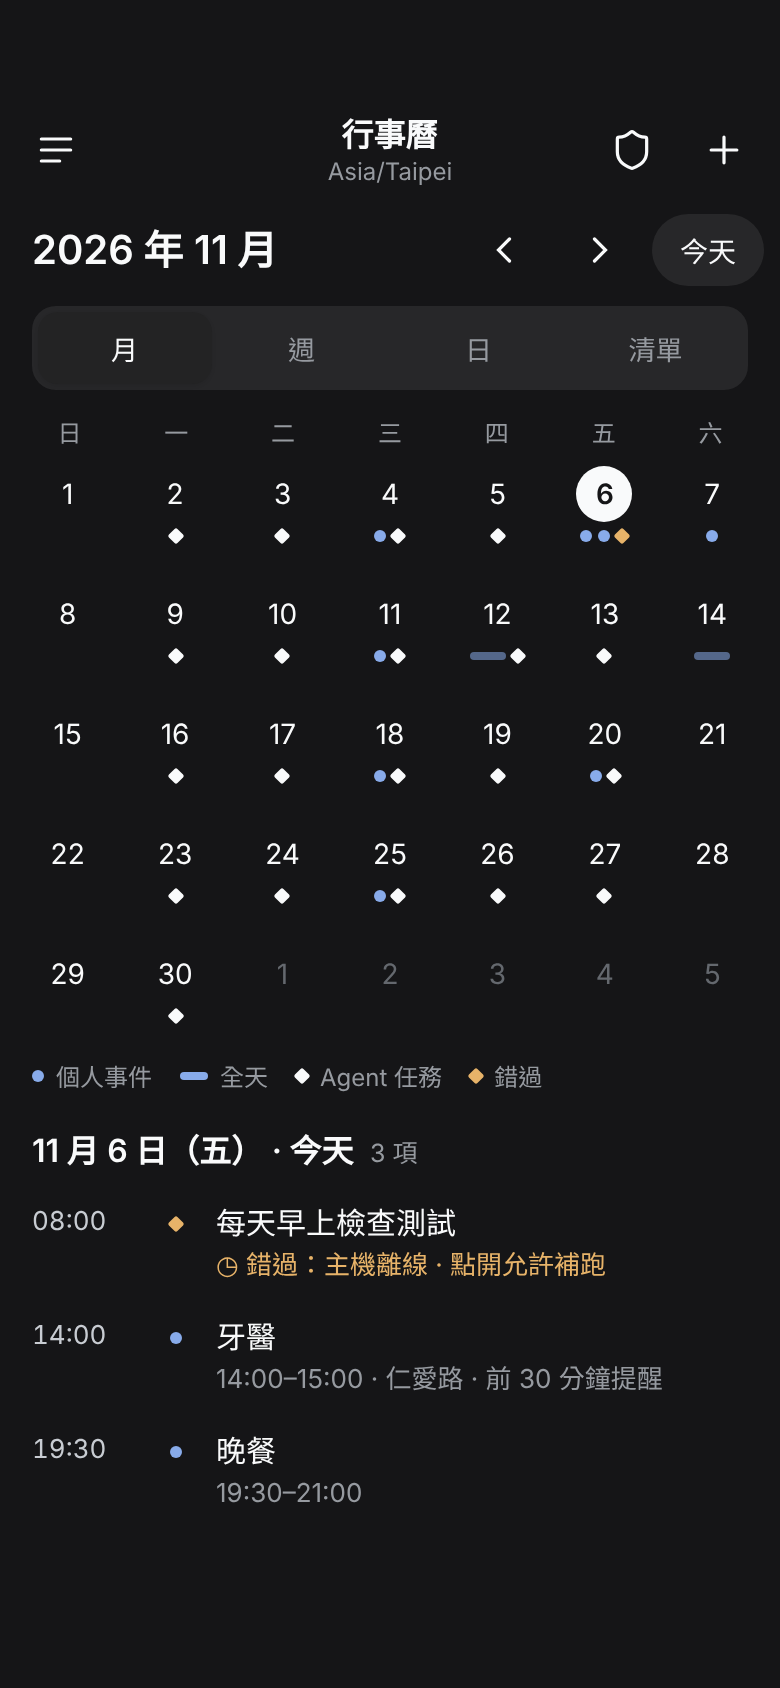 行事曆
Asia/Taipei
2026 年 11 月
今天
月 週 日 清單
日 一 二 三 四 五 六
1 2 3 4 5 6 7
8 9 10 11 12 13 14
15 16 17 18 19 20 21
22 23 24 25 26 27 28
29 30 1 2 3 4 5
個人事件 全天 Agent 任務 錯過
11 月 6 日（五） · 今天 3 項
08:00 每天早上檢查測試
錯過：主機離線 · 點開允許補跑
14:00 牙醫
14:00–15:00 · 仁愛路 · 前 30 分鐘提醒
19:30 晚餐
19:30–21:00